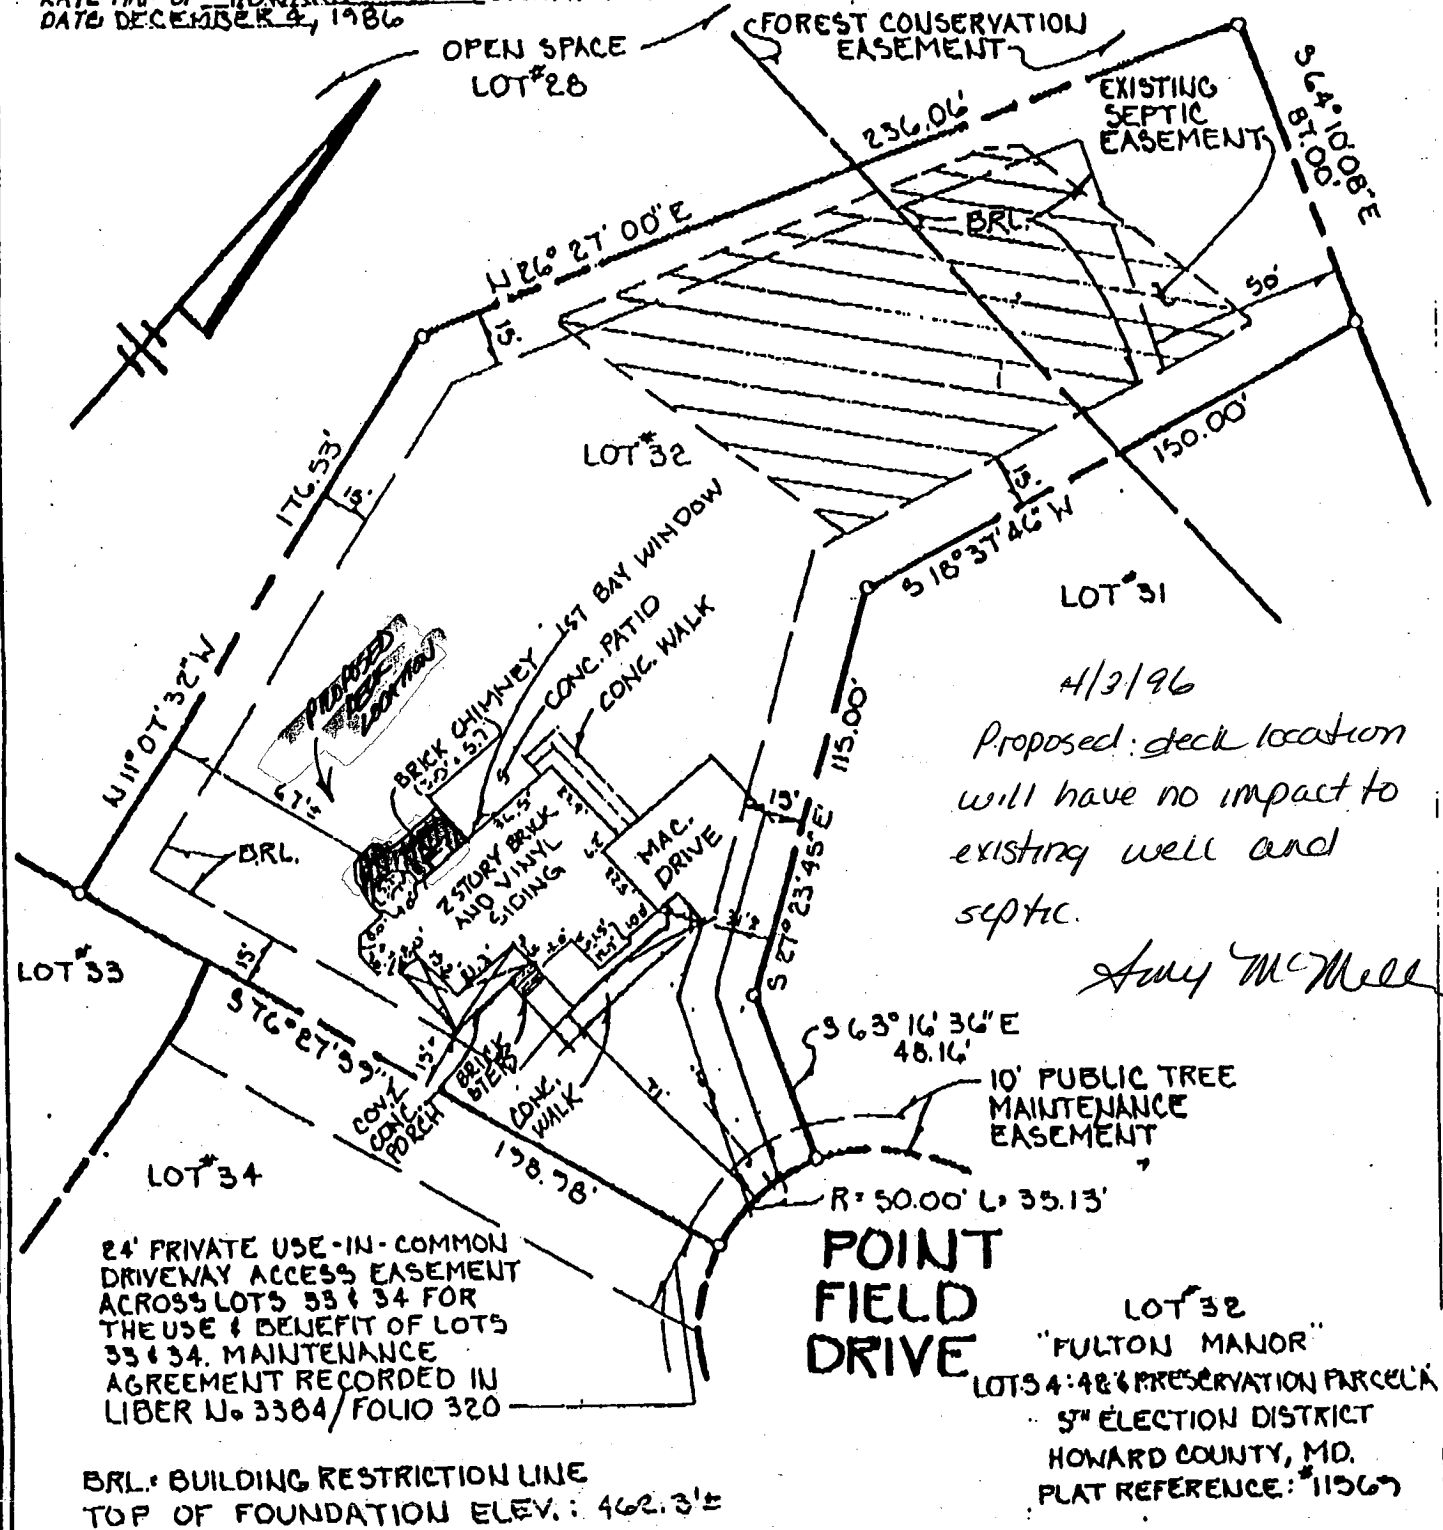 DATE DECEMBER 4, 1986
OPEN SPACE
LOT #28
FOREST CONSERVATION
EASEMENT
S 64° 10' 08" E
87.00'
EXISTING
SEPTIC
EASEMENT
236.06'
N 26° 27' 00" E
BRL.
50'
15'
150.00'
15'
S 18° 37' 46" W
LOT #32
176.53'
15'
N 11° 07' 32" W
LOT #31
PROPOSED
DECK
LOCATION
1ST BAY WINDOW
CONC. PATIO
CONC. WALK
BRICK CHIMNEY
67'±
BRL.
115.00'
15'
S 27° 23' 45" E
MAC.
DRIVE
36.5'
2 STORY BRICK
AND VINYL
SIDING
4/3/96
Proposed: deck location
will have no impact to
existing well and
septic.
LOT #33
15'
S 76° 27' 59"
15'±
COV.
CONC.
PORCH
BRICK
STEPS
CONC.
WALK
71'
198.98'
S 63° 16' 36" E
48.16'
10' PUBLIC TREE
MAINTENANCE
EASEMENT
R= 50.00' L= 35.13'
LOT #34
POINT
FIELD
DRIVE
24' PRIVATE USE-IN-COMMON
DRIVEWAY ACCESS EASEMENT
ACROSS LOTS 33 & 34 FOR
THE USE & BENEFIT OF LOTS
33 & 34. MAINTENANCE
AGREEMENT RECORDED IN
LIBER No 3384/FOLIO 320
LOT #32
"FULTON MANOR"
LOTS 4-48 & PRESERVATION PARCEL A
5TH ELECTION DISTRICT
HOWARD COUNTY, MD.
PLAT REFERENCE: #11969
BRL.: BUILDING RESTRICTION LINE
TOP OF FOUNDATION ELEV.: 462.3'±